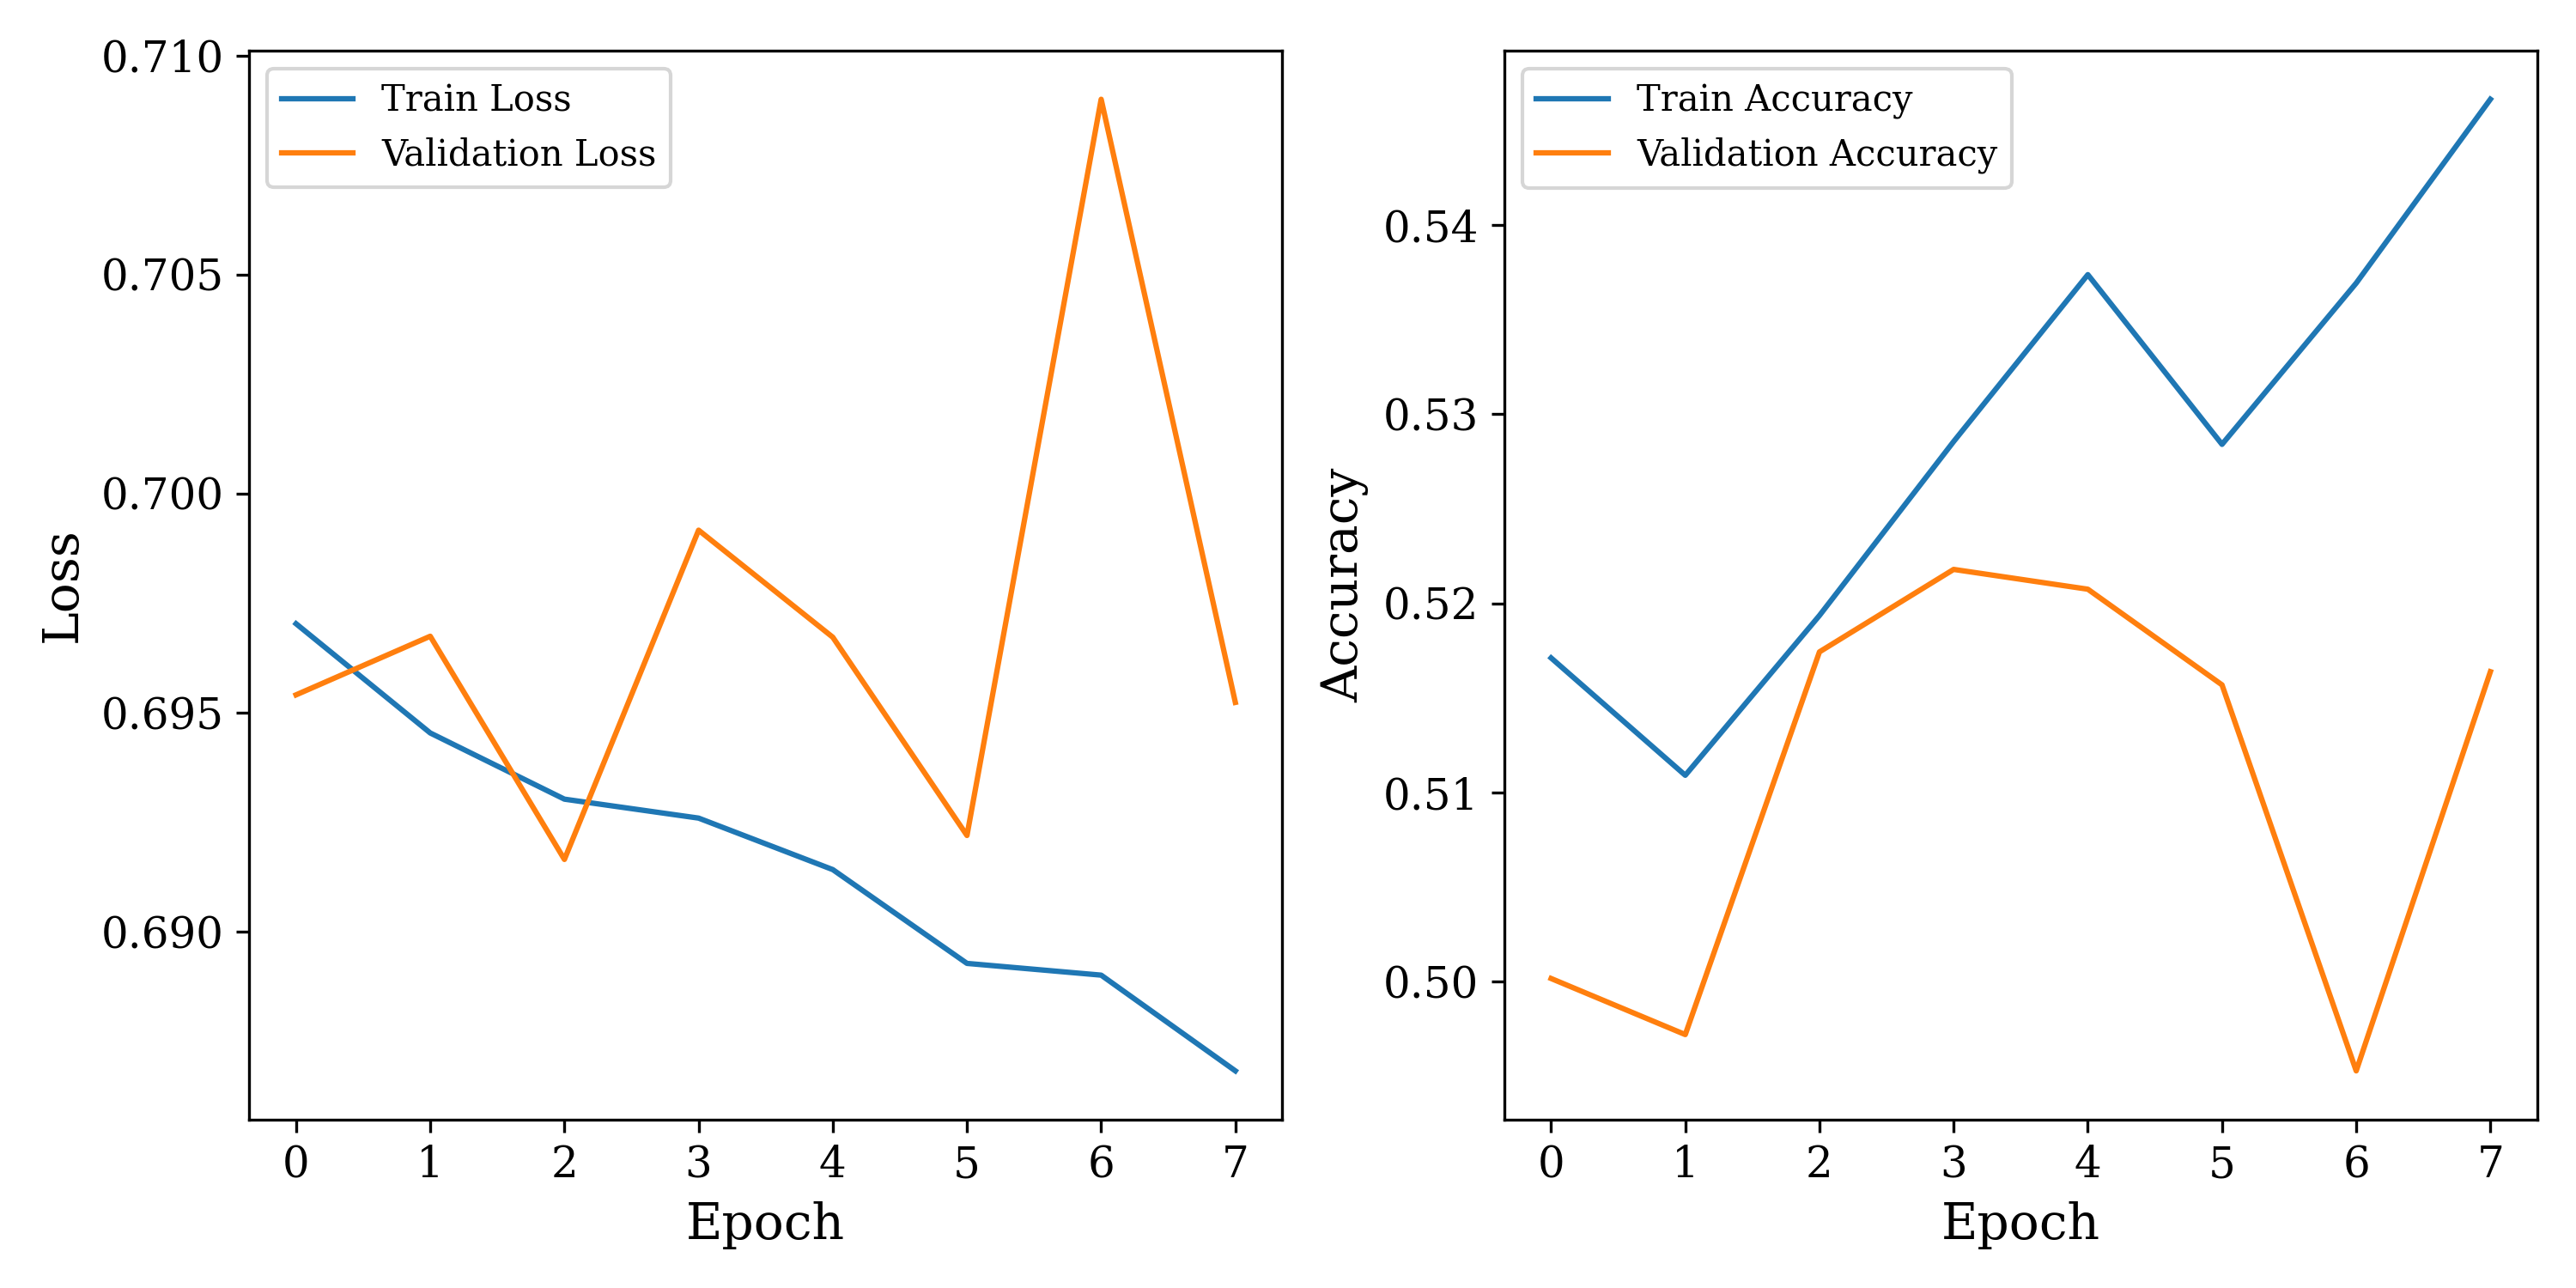 0.710
0.705
0.700
0.695
0.690
Loss
Train Loss
Validation Loss
0 1 2 3 4 5 6 7
Epoch
0.54
0.53
0.52
0.51
0.50
Accuracy
Train Accuracy
Validation Accuracy
0 1 2 3 4 5 6 7
Epoch